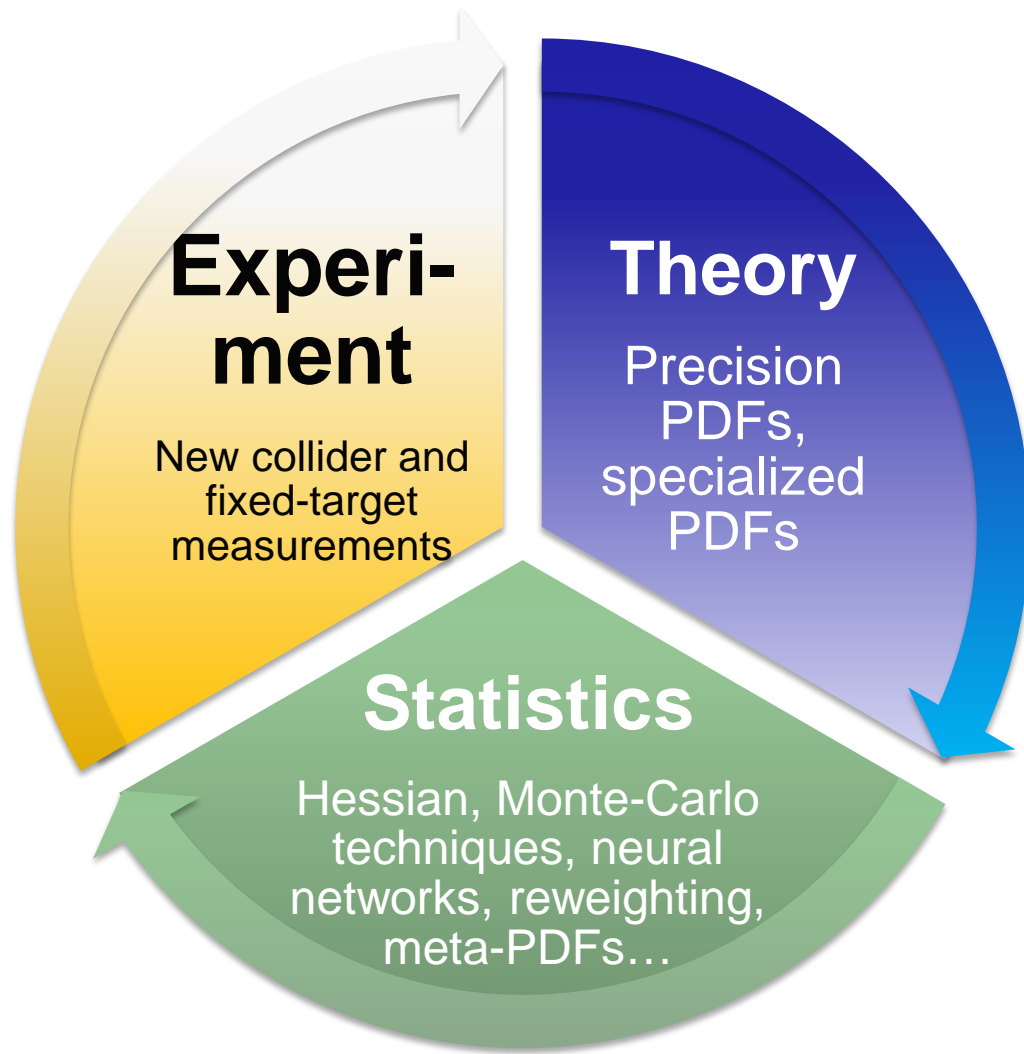 Experi-
ment
New collider and
fixed-target
measurements
Theory
Precision
PDFs,
specialized
PDFs
Statistics
Hessian, Monte-Carlo
techniques, neural
networks, reweighting,
meta-PDFs…